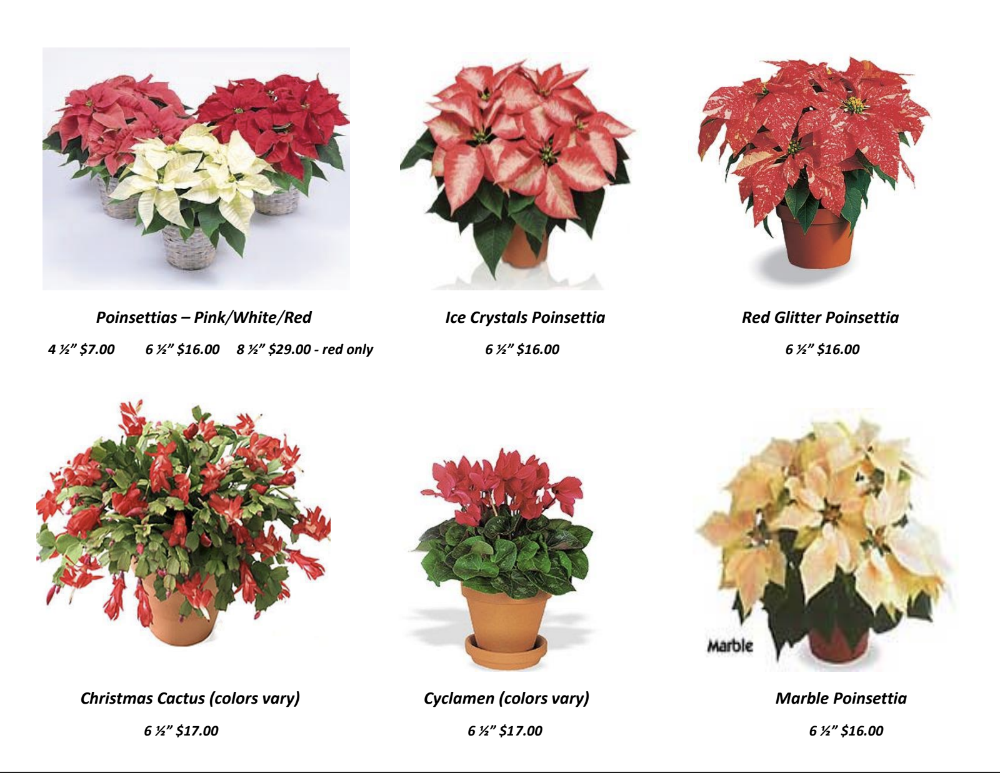 Poinsettias – Pink/White/Red
4 ½” $7.00 6 ½” $16.00 8 ½” $29.00 - red only
Ice Crystals Poinsettia
6 ½” $16.00
Red Glitter Poinsettia
6 ½” $16.00
Christmas Cactus (colors vary)
6 ½” $17.00
Cyclamen (colors vary)
6 ½” $17.00
Marble
Marble Poinsettia
6 ½” $16.00